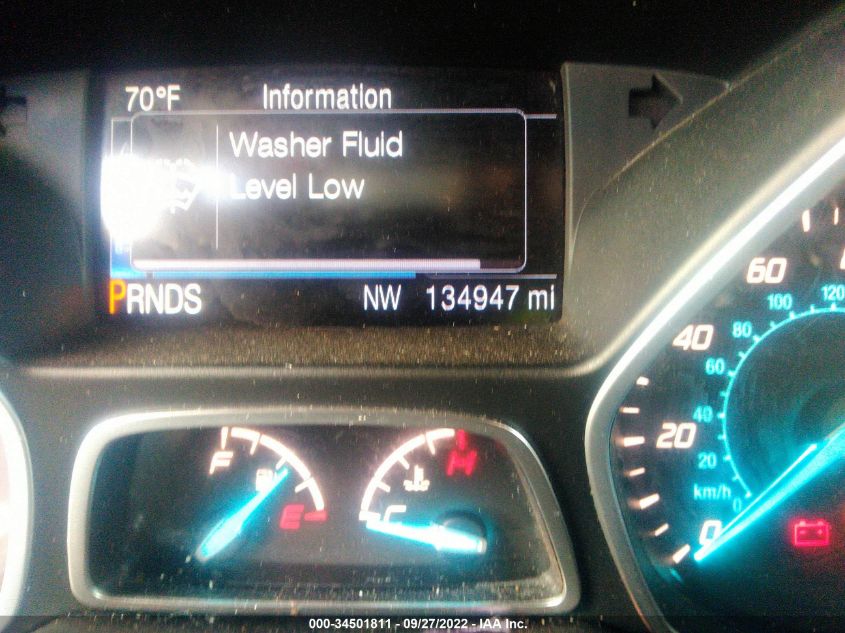 70°F Information
Washer Fluid
Level Low
PRNDS NW 134947 mi
F E
C H
60
40
20
0
120
100
80
60
40
20
0
km/h
000-34501811 - 09/27/2022 - IAA Inc.